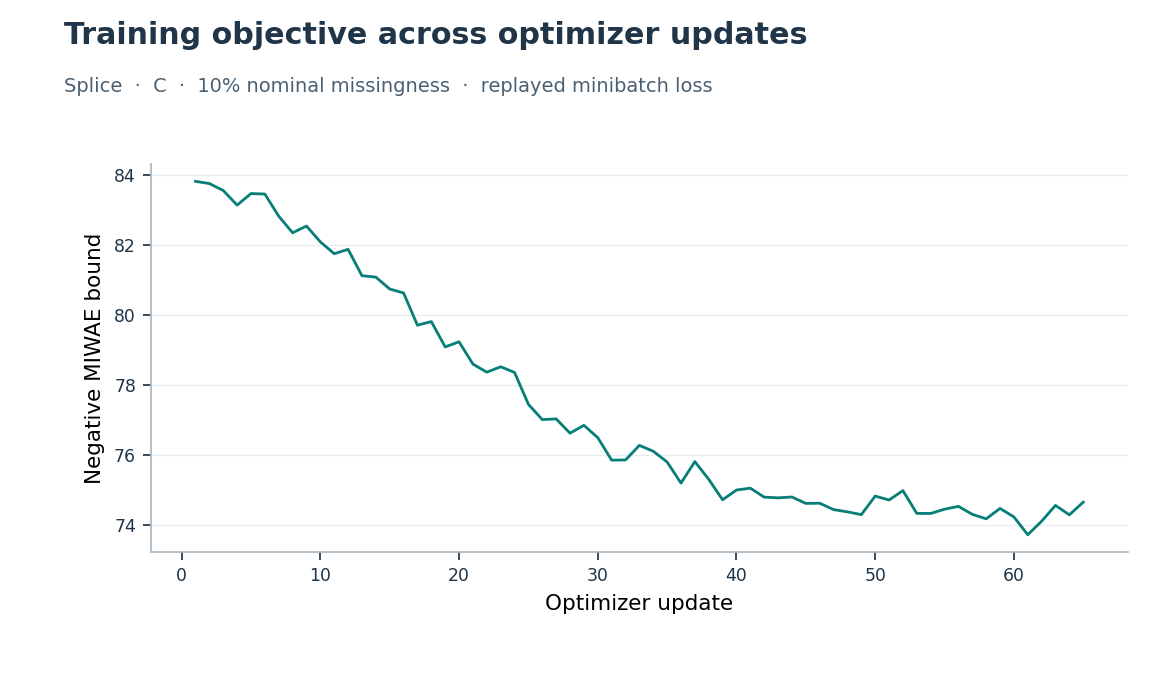 Training objective across optimizer updates
Splice · C · 10% nominal missingness · replayed minibatch loss
Negative MIWAE bound
84
82
80
78
76
74
0 10 20 30 40 50 60
Optimizer update